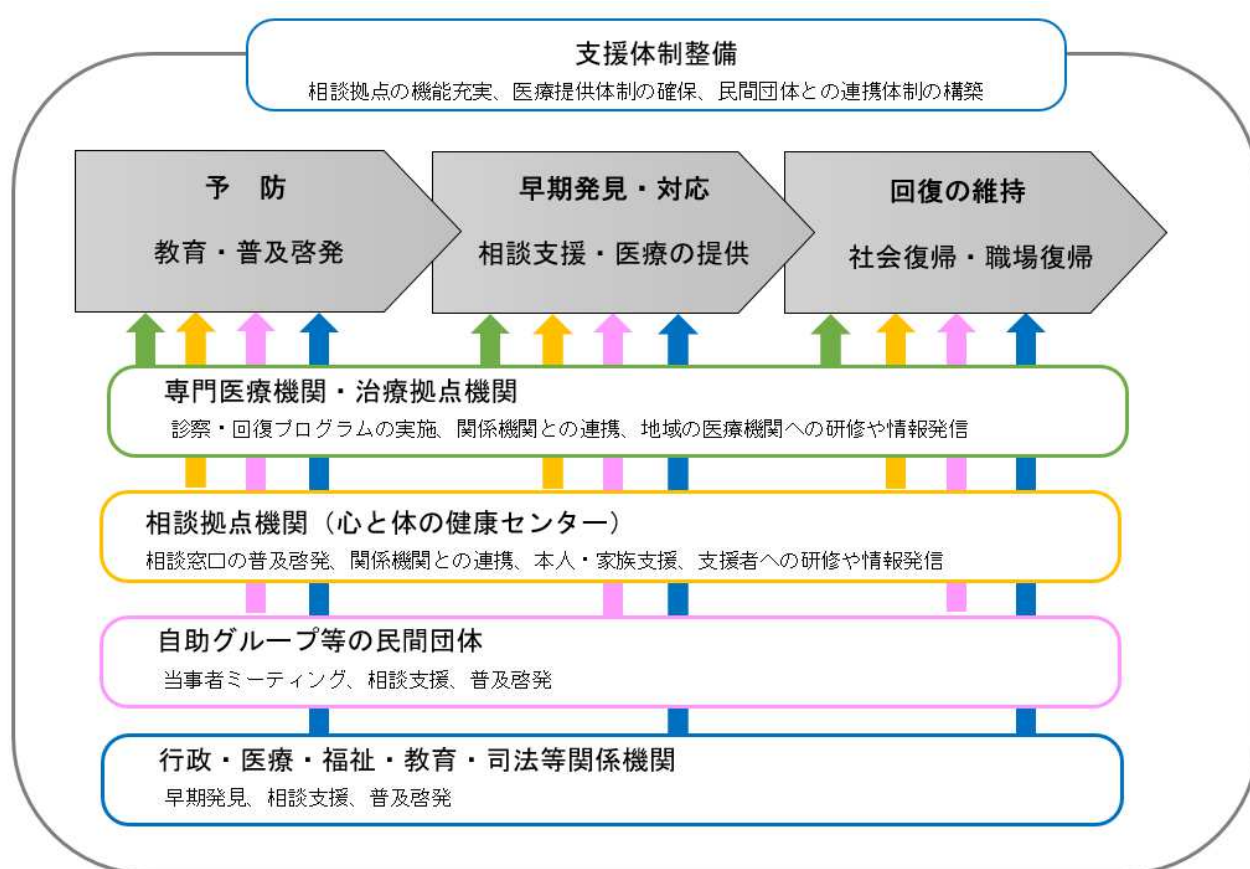 支援体制整備
相談拠点の機能充実、医療提供体制の確保、民間団体との連携体制の構築
予　防
教育・普及啓発
早期発見・対応
相談支援・医療の提供
回復の維持
社会復帰・職場復帰
専門医療機関・治療拠点機関
診察・回復プログラムの実施、関係機関との連携、地域の医療機関への研修や情報発信
相談拠点機関（心と体の健康センター）
相談窓口の普及啓発、関係機関との連携、本人・家族支援、支援者への研修や情報発信
自助グループ等の民間団体
当事者ミーティング、相談支援、普及啓発
行政・医療・福祉・教育・司法等関係機関
早期発見、相談支援、普及啓発